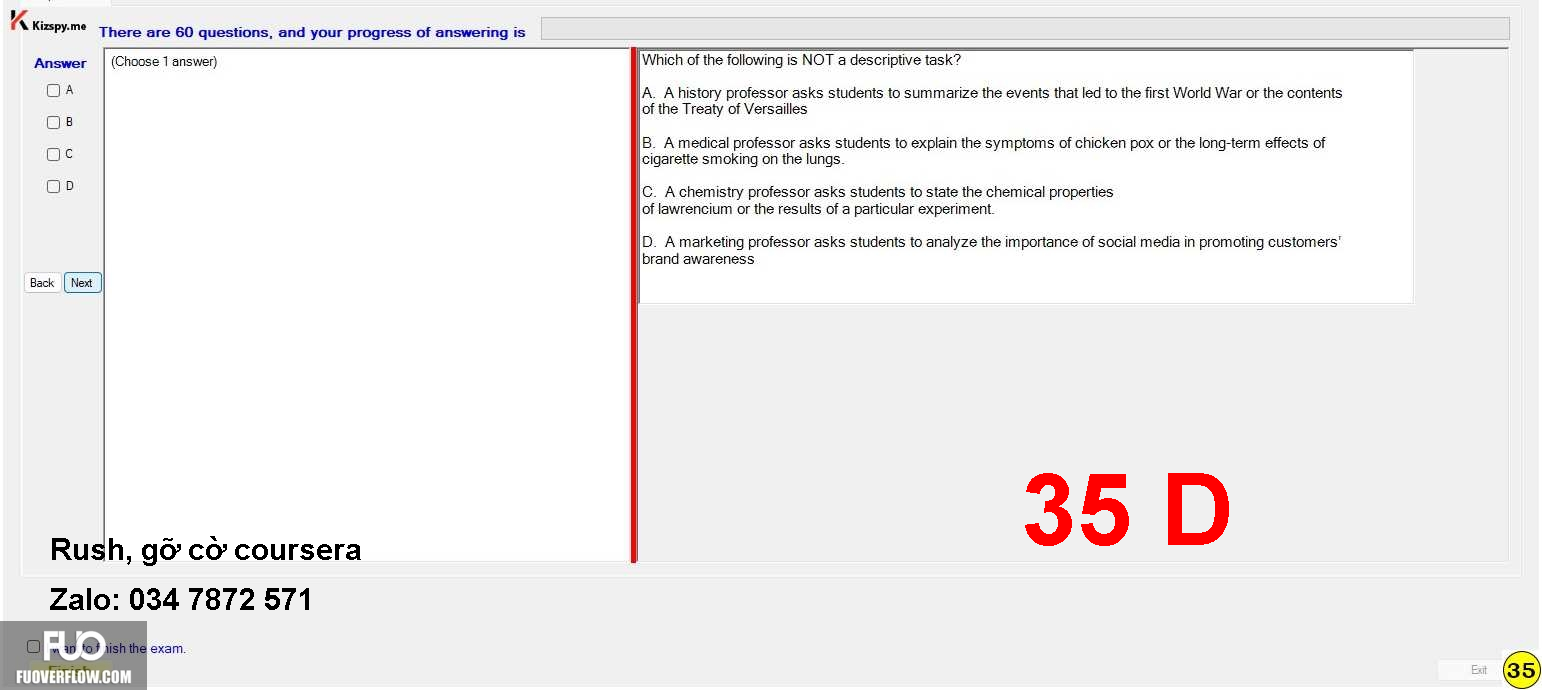 Kizspy.me
There are 60 questions, and your progress of answering is
Answer
A
B
C
D
Back
Next
(Choose 1 answer)
Which of the following is NOT a descriptive task?
A. A history professor asks students to summarize the events that led to the first World War or the contents
of the Treaty of Versailles
B. A medical professor asks students to explain the symptoms of chicken pox or the long-term effects of
cigarette smoking on the lungs.
C. A chemistry professor asks students to state the chemical properties
of lawrencium or the results of a particular experiment.
D. A marketing professor asks students to analyze the importance of social media in promoting customers'
brand awareness
35 D
Rush, gỡ cờ coursera
Zalo: 034 7872 571
FUO
the exam.
FUOVERFLOW.COM
Exit
35